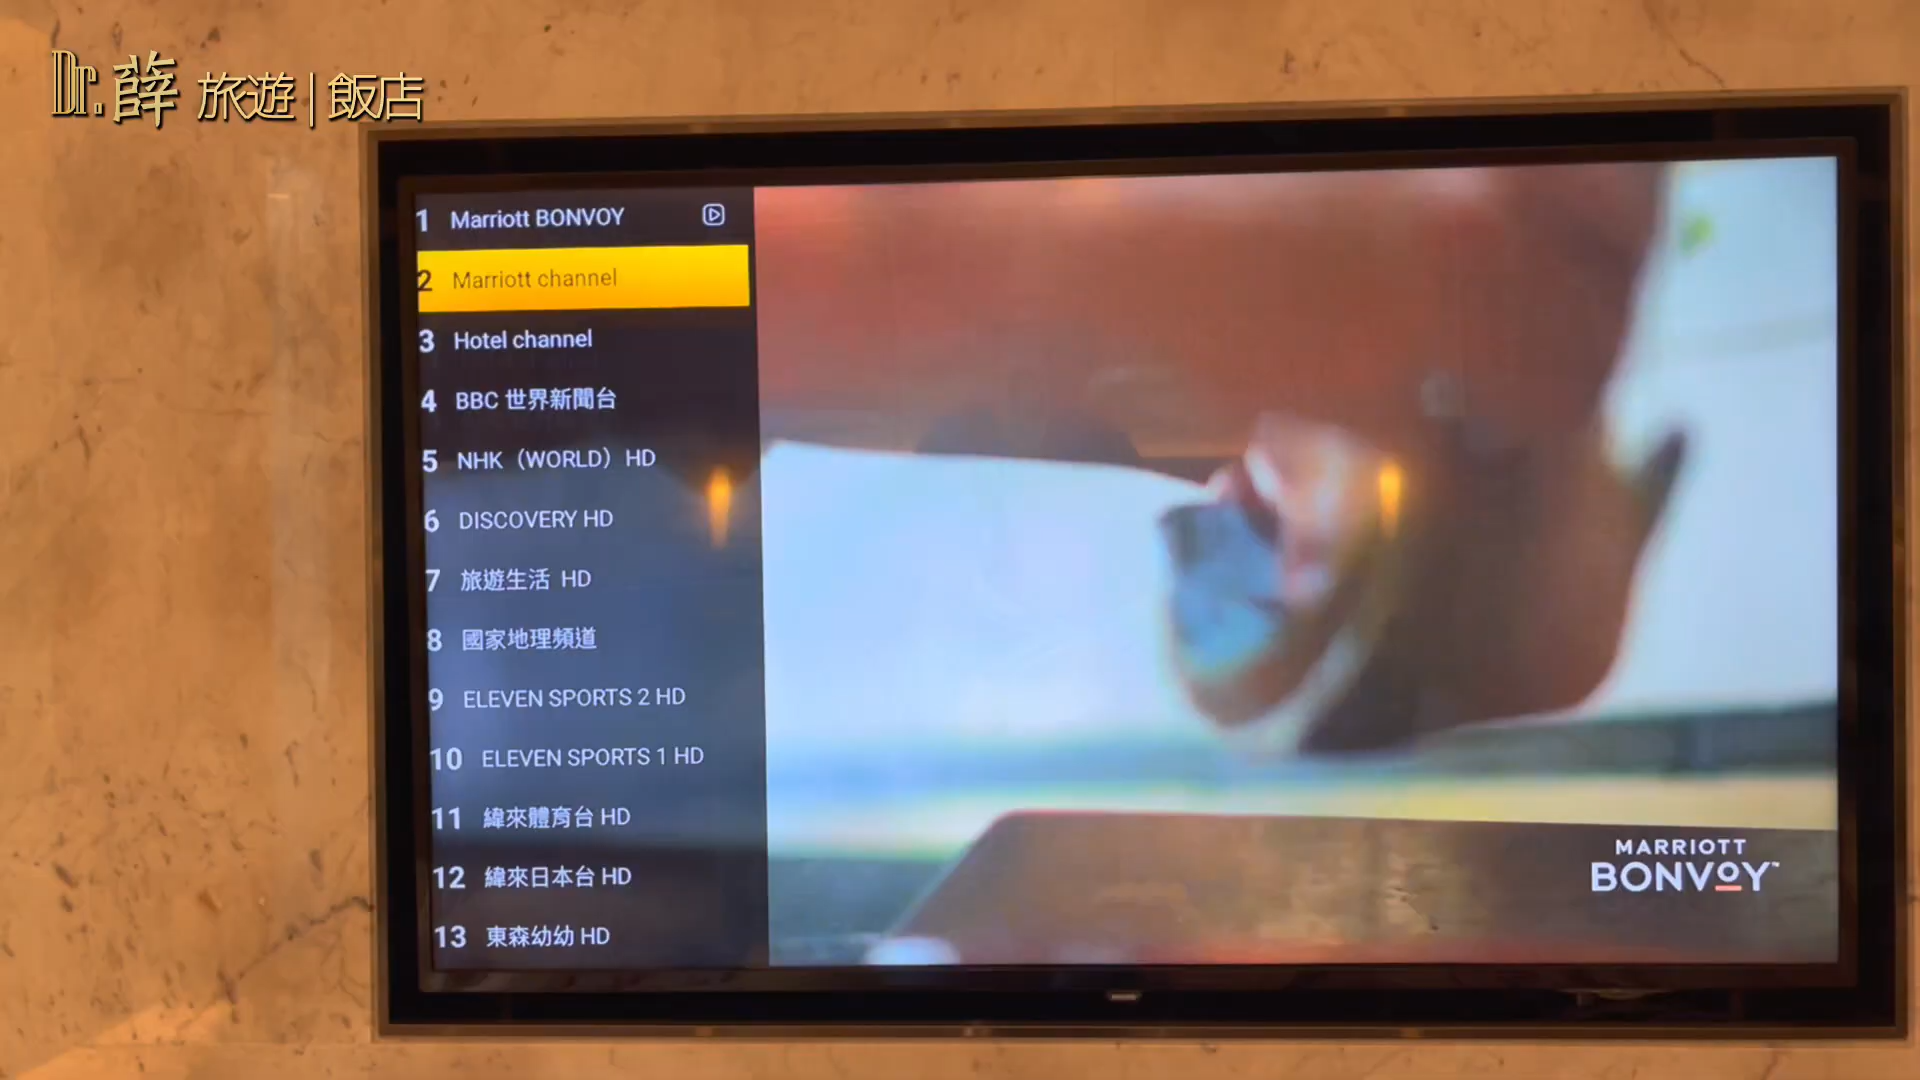 Dr.薛 旅遊|飯店
1 Marriott BONVOY
2 Marriott channel
3 Hotel channel
4 BBC 世界新聞台
5 NHK（WORLD）HD
6 DISCOVERY HD
7 旅遊生活 HD
8 國家地理頻道
9 ELEVEN SPORTS 2 HD
10 ELEVEN SPORTS 1 HD
11 緯來體育台 HD
12 緯來日本台 HD
13 東森幼幼 HD
MARRIOTT
BONVOY™